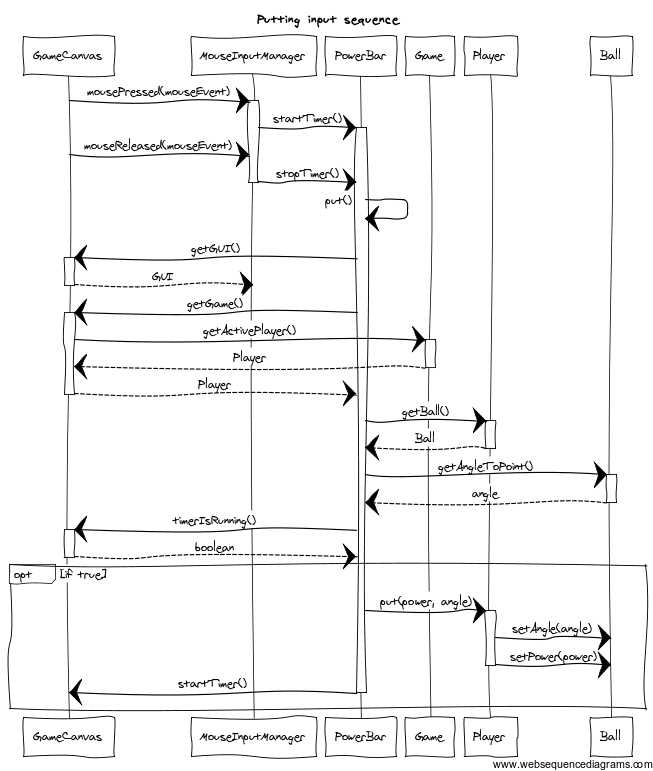 Putting input sequence
GameCanvas MouseInputManager PowerBar Game Player Ball
mousePressed(mouseEvent)
startTimer()
mouseReleased(mouseEvent)
stopTimer()
put()
getGUI()
GUI
getGame()
getActivePlayer()
Player
Player
getBall()
Ball
getAngleToPoint()
angle
timerIsRunning()
boolean
opt [if true]
put(power, angle)
setAngle(angle)
setPower(power)
startTimer()
GameCanvas MouseInputManager PowerBar Game Player Ball
www.websequencediagrams.com